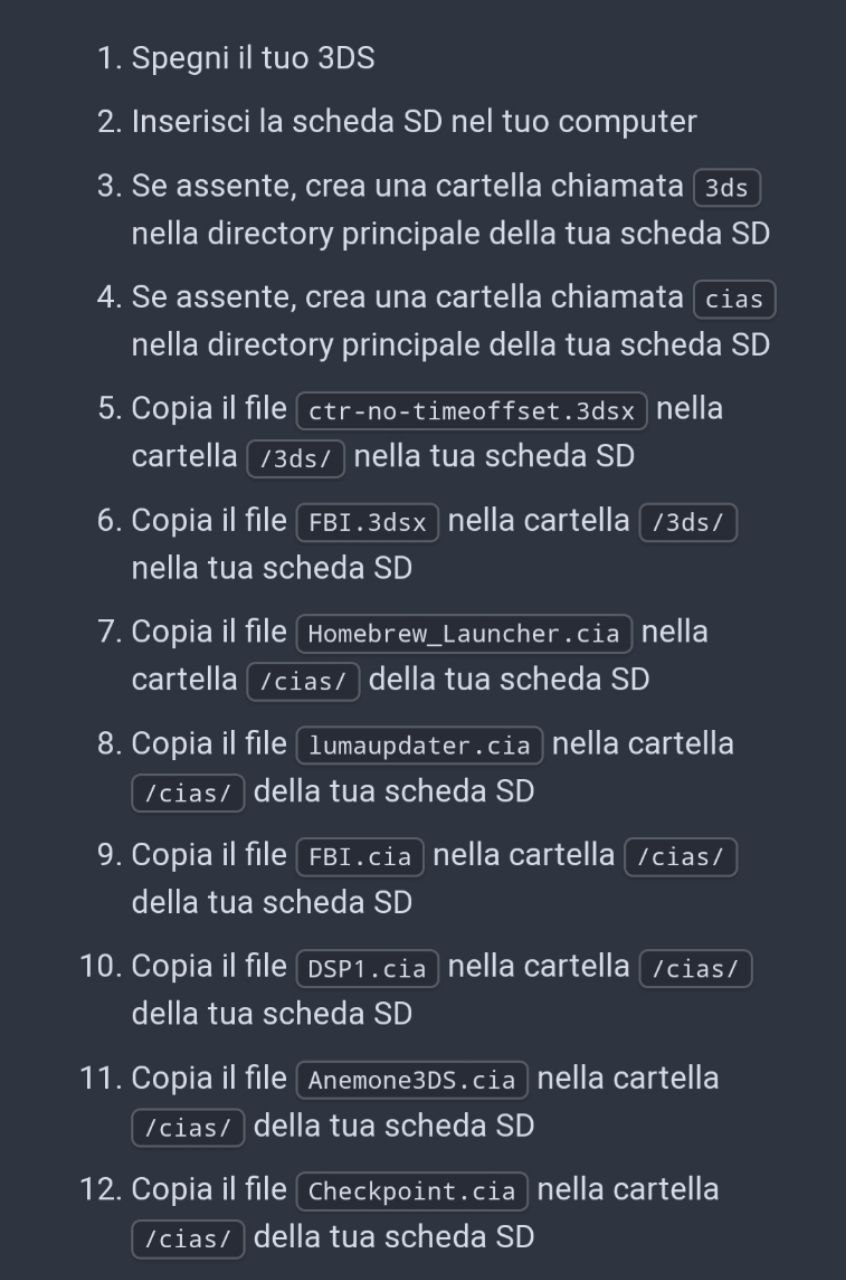 1. Spegni il tuo 3DS
2. Inserisci la scheda SD nel tuo computer
3. Se assente, crea una cartella chiamata 3ds
nella directory principale della tua scheda SD
4. Se assente, crea una cartella chiamata cias
nella directory principale della tua scheda SD
5. Copia il file ctr-no-timeoffset.3dsx nella
cartella /3ds/ nella tua scheda SD
6. Copia il file FBI.3dsx nella cartella /3ds/
nella tua scheda SD
7. Copia il file Homebrew_Launcher.cia nella
cartella /cias/ della tua scheda SD
8. Copia il file lumaupdater.cia nella cartella
/cias/ della tua scheda SD
9. Copia il file FBI.cia nella cartella /cias/
della tua scheda SD
10. Copia il file DSP1.cia nella cartella /cias/
della tua scheda SD
11. Copia il file Anemone3DS.cia nella cartella
/cias/ della tua scheda SD
12. Copia il file Checkpoint.cia nella cartella
/cias/ della tua scheda SD